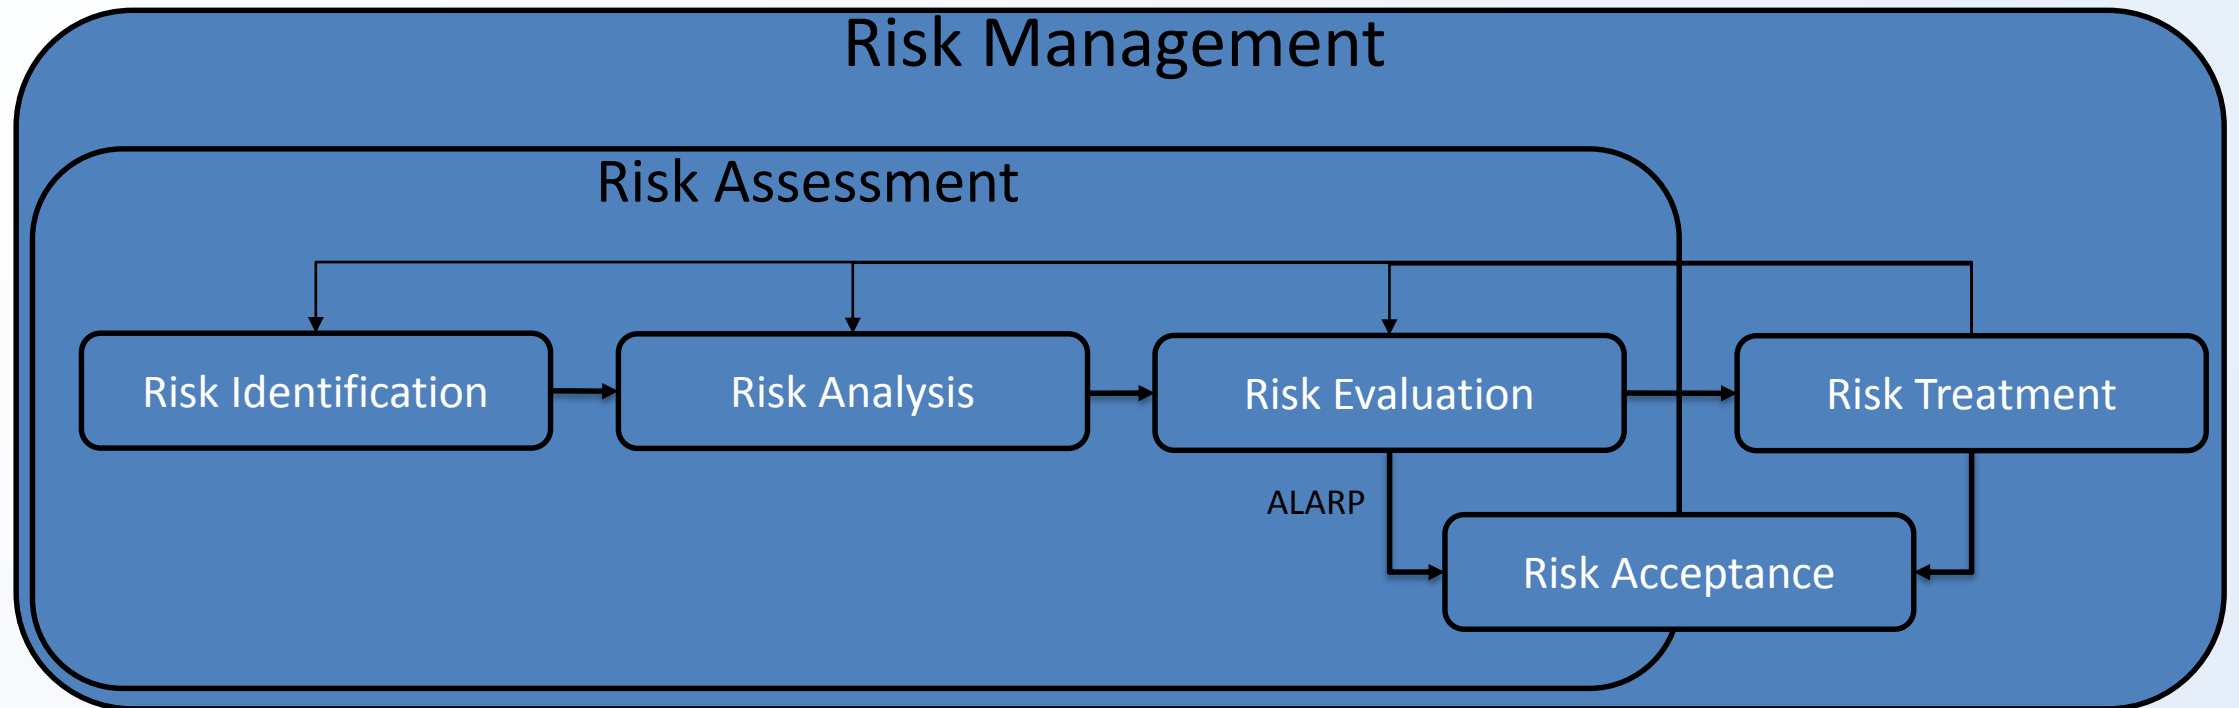 Risk Management
Risk Assessment
Risk Identification
Risk Analysis
Risk Evaluation
Risk Treatment
ALARP
Risk Acceptance